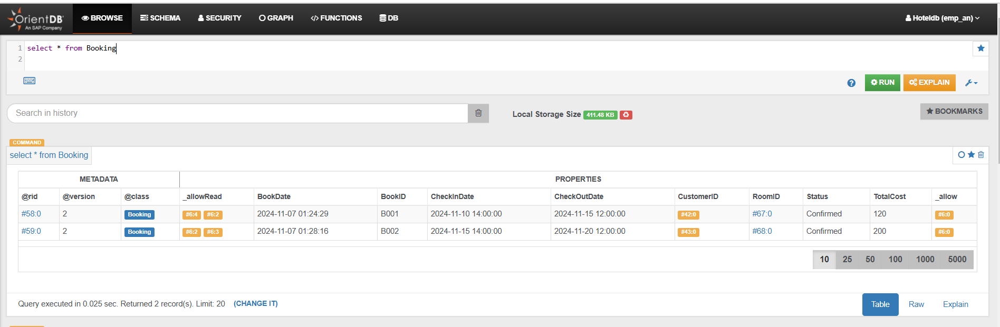 OrientDB
An SAP Company
BROWSE SCHEMA SECURITY GRAPH FUNCTIONS DB Hoteldb (emp_an)
1 select * from Booking
2
RUN EXPLAIN
Search in history Local Storage Size 411.48 KB BOOKMARKS
COMMAND
select * from Booking
METADATA PROPERTIES
@rid @version @class _allowRead BookDate BookID CheckInDate CheckOutDate CustomerID RoomID Status TotalCost _allow
#58:0 2 Booking #6:4 #6:2 2024-11-07 01:24:29 B001 2024-11-10 14:00:00 2024-11-15 12:00:00 #42:0 #67:0 Confirmed 120 #6:0
#59:0 2 Booking #6:2 #6:3 2024-11-07 01:28:16 B002 2024-11-15 14:00:00 2024-11-20 12:00:00 #43:0 #68:0 Confirmed 200 #6:0
10 25 50 100 1000 5000
Query executed in 0.025 sec. Returned 2 record(s). Limit: 20 (CHANGE IT) Table Raw Explain